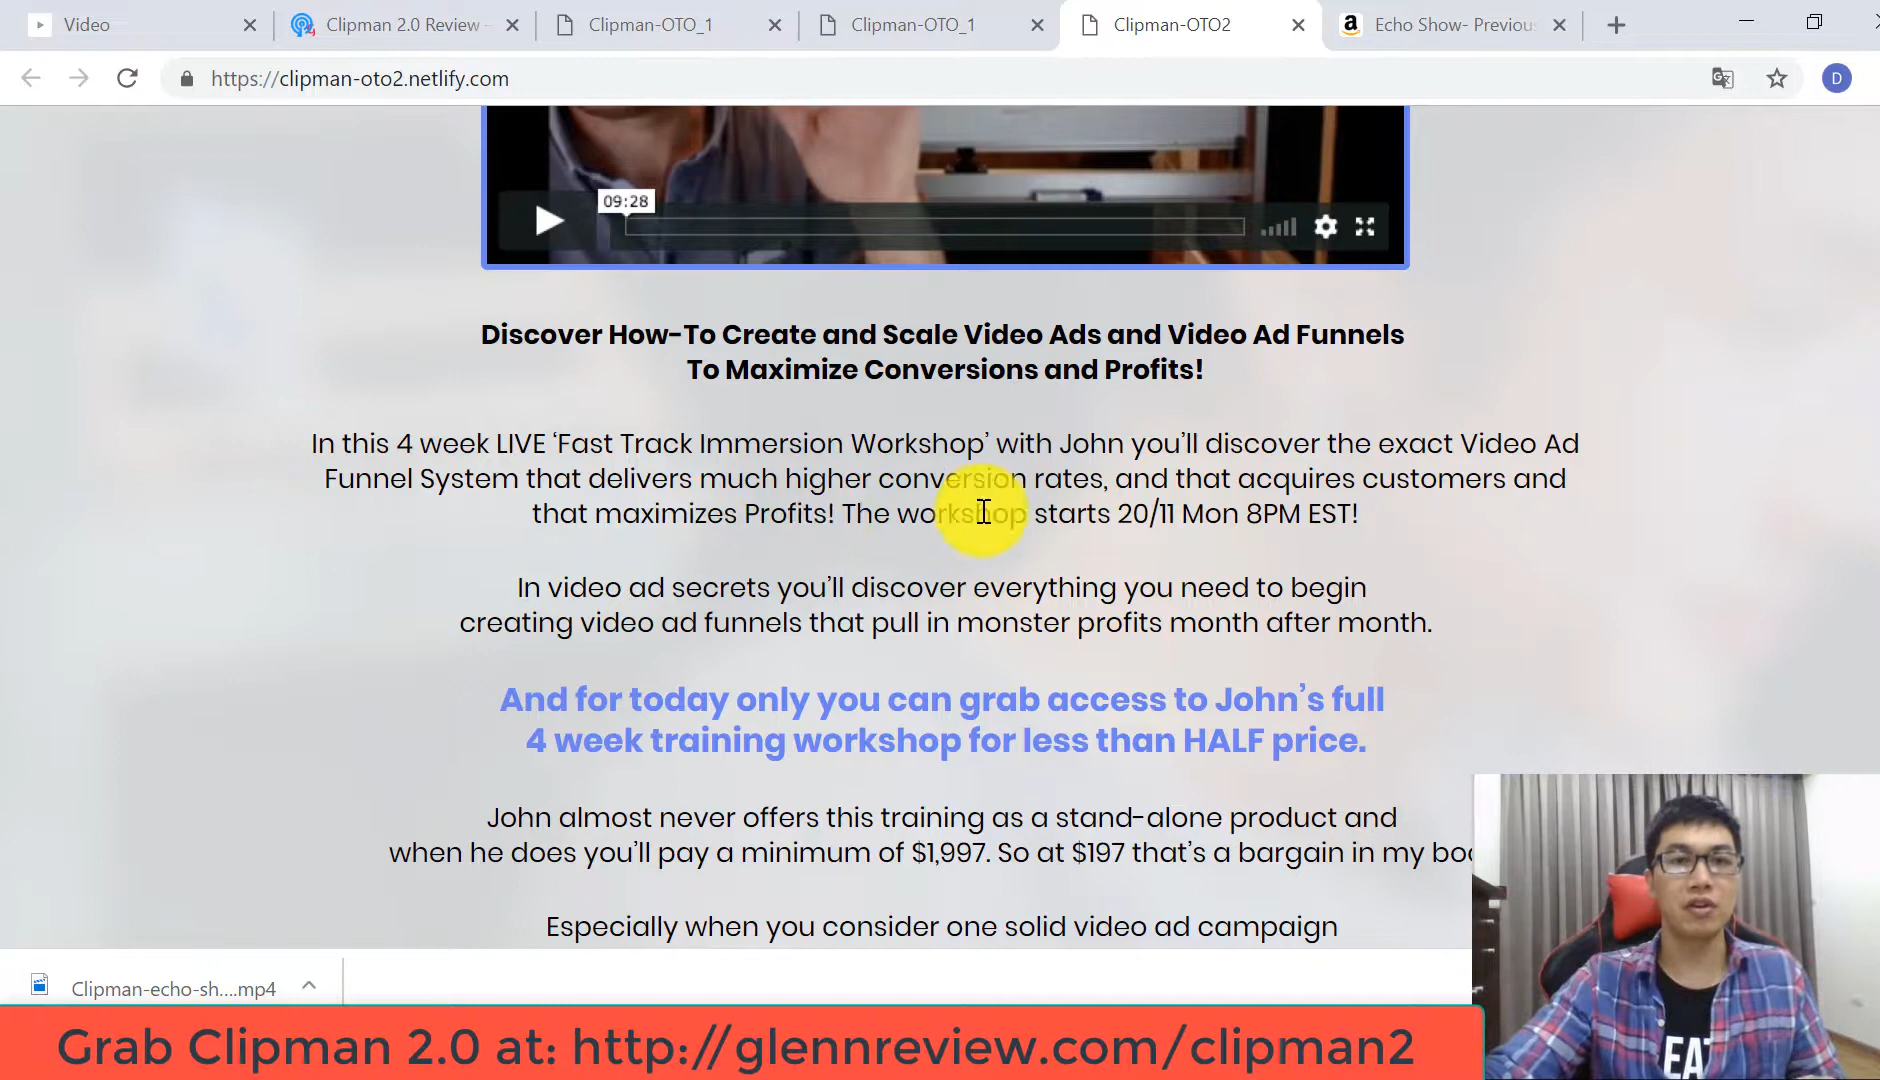 Video
Clipman 2.0 Review
Clipman-OTO_1
Clipman-OTO_1
Clipman-OTO2
Echo Show- Previous
https://clipman-oto2.netlify.com
D
09:28
Discover How-To Create and Scale Video Ads and Video Ad Funnels
To Maximize Conversions and Profits!
In this 4 week LIVE ‘Fast Track Immersion Workshop’ with John you’ll discover the exact Video Ad
Funnel System that delivers much higher conversion rates, and that acquires customers and
that maximizes Profits! The workshop starts 20/11 Mon 8PM EST!
In video ad secrets you’ll discover everything you need to begin
creating video ad funnels that pull in monster profits month after month.
And for today only you can grab access to John’s full
4 week training workshop for less than HALF price.
John almost never offers this training as a stand-alone product and
when he does you’ll pay a minimum of $1,997. So at $197 that’s a bargain in my
Especially when you consider one solid video ad campaign
Clipman-echo-sh....mp4
EAT
Grab Clipman 2.0 at: http://glennreview.com/clipman2